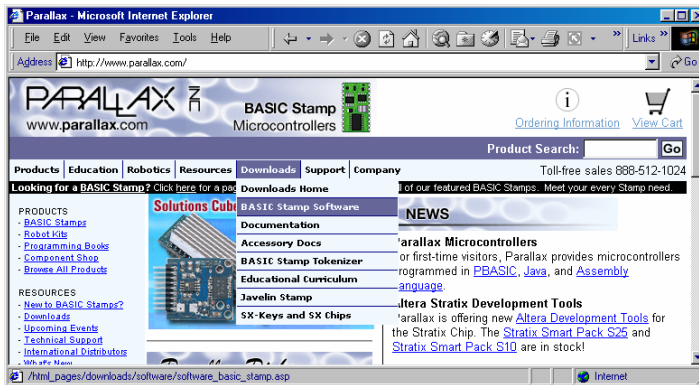 Parallax - Microsoft Internet Explorer
File Edit View Favorites Tools Help
Links
Address http://www.parallax.com/
Go
PARALLAX INC
www.parallax.com
BASIC Stamp
Microcontrollers
Ordering Information View Cart
Product Search: Go
Products Education Robotics Resources Downloads Support Company
Toll-free sales 888-512-1024
Looking for a BASIC Stamp? Click here for a pac
l of our featured BASIC Stamps. Meet your every Stamp need.
Downloads Home
BASIC Stamp Software
Documentation
Accessory Docs
BASIC Stamp Tokenizer
Educational Curriculum
Javelin Stamp
SX-Keys and SX Chips
PRODUCTS
- BASIC Stamps
- Robot Kits
- Programming Books
- Component Shop
- Browse All Products
RESOURCES
- New to BASIC Stamps?
- Downloads
- Upcoming Events
- Technical Support
- International Distributors
- What's New
Solutions Cube
NEWS
Parallax Microcontrollers
For first-time visitors, Parallax provides microcontrollers
programmed in PBASIC, Java, and Assembly
Language.
Altera Stratix Development Tools
Parallax is offering new Altera Development Tools for
the Stratix Chip. The Stratix Smart Pack S25 and
Stratix Smart Pack S10 are in stock!
/html_pages/downloads/software/software_basic_stamp.asp
Internet